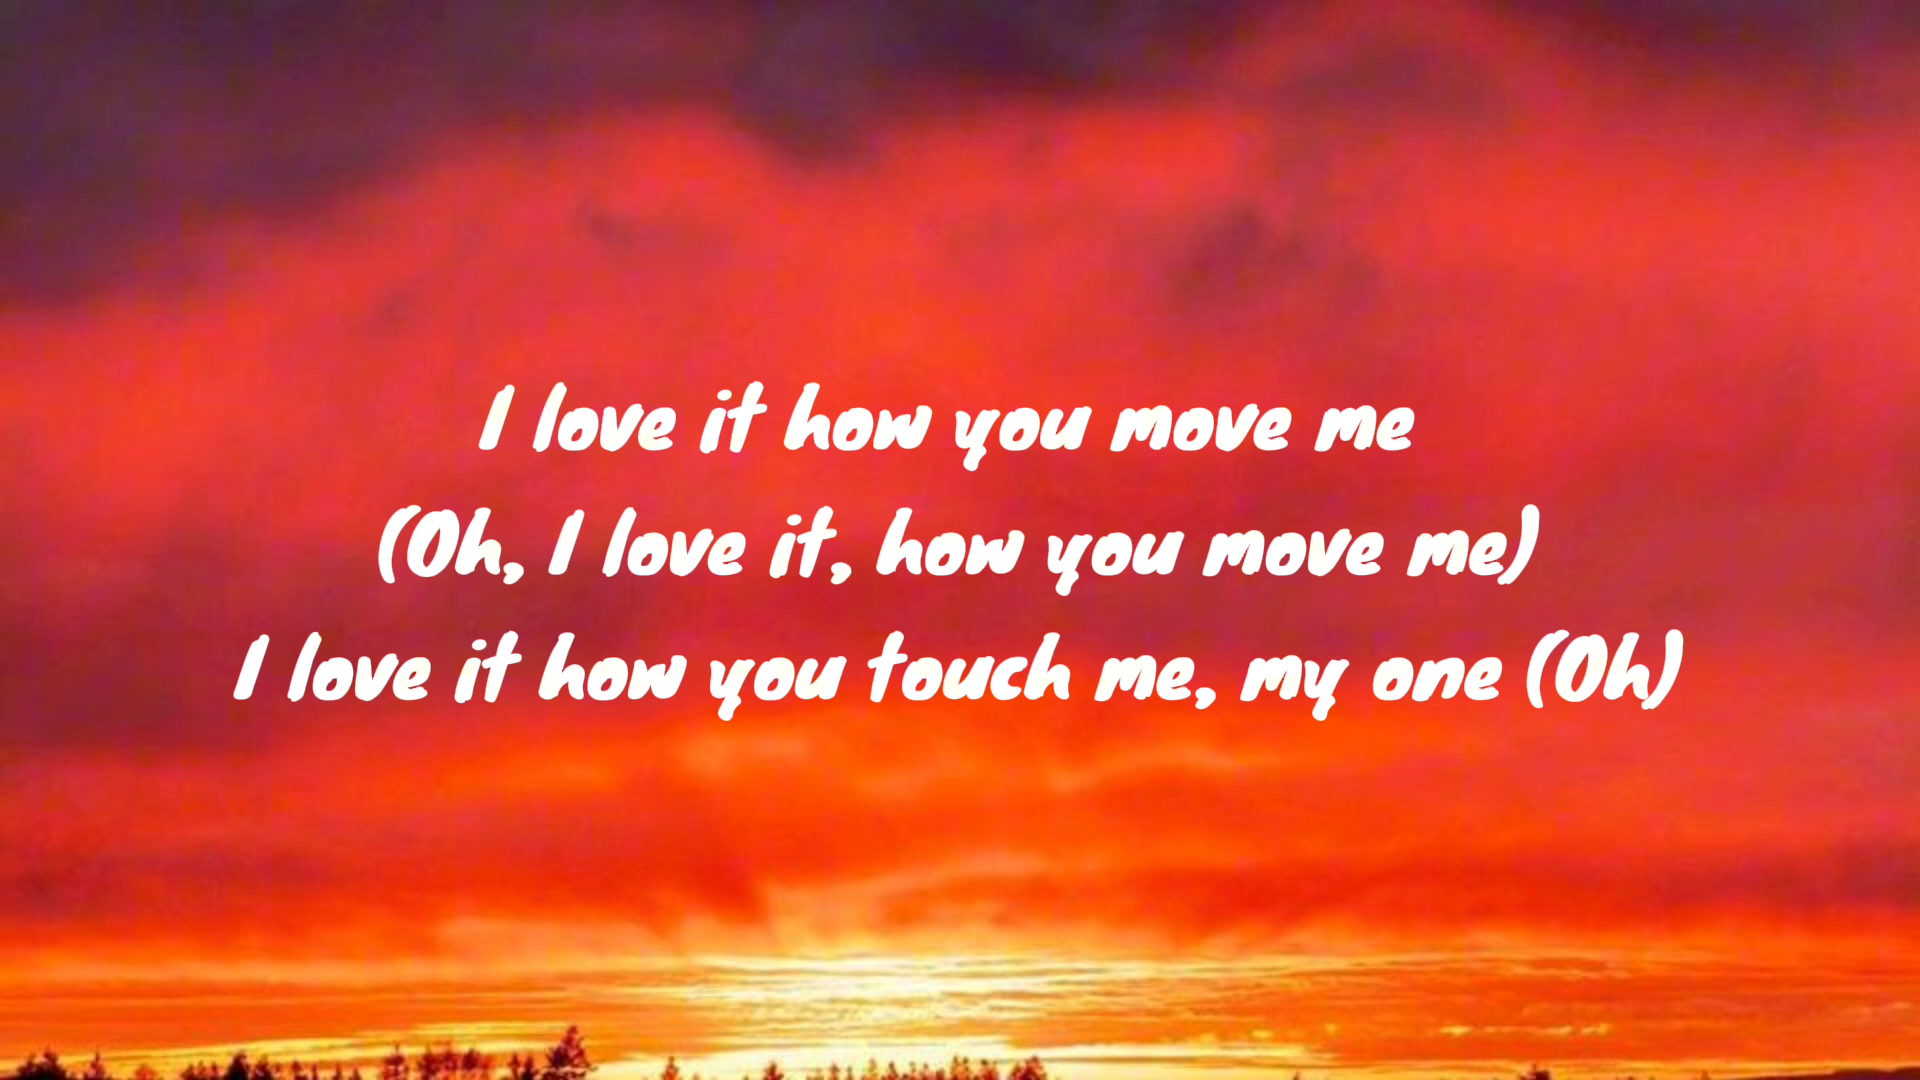 I love it how you move me
(Oh, I love it, how you move me)
I love it how you touch me, my one (Oh)